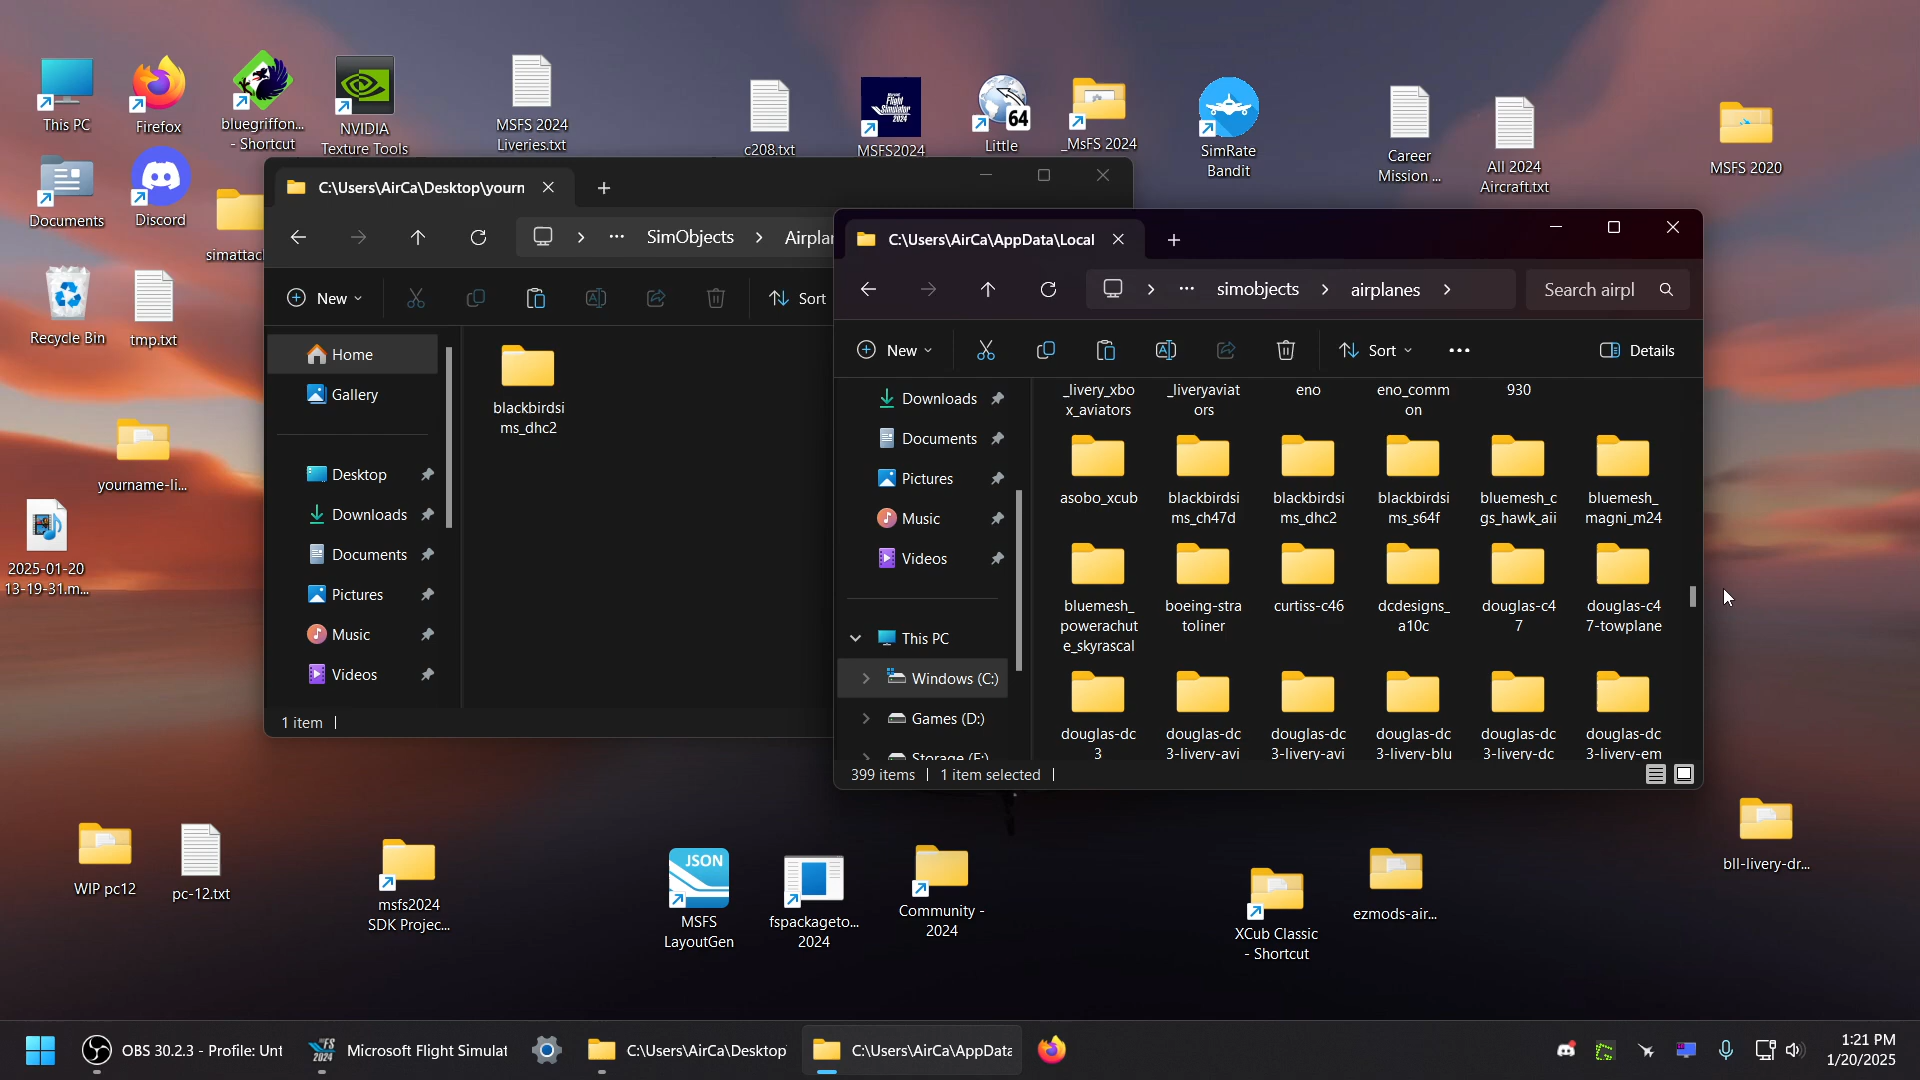 This PC
Firefox
bluegriffon...
- Shortcut
NVIDIA
Texture Tools
MSFS 2024
Liveries.txt
c208.txt
Microsoft
Flight
Simulator
2024
MSFS2024
64
Little
_MsFS 2024
SimRate
Bandit
Career
Mission ...
All 2024
Aircraft.txt
MSFS 2020
Documents
Discord
simattac
Recycle Bin
tmp.txt
yourname-li...
2025-01-20
13-19-31.m...
C:\Users\AirCa\Desktop\yourn
SimObjects
Airplar
New
Sort
Home
Gallery
Desktop
Downloads
Documents
Pictures
Music
Videos
blackbirdsi
ms_dhc2
1 item
C:\Users\AirCa\AppData\Local
simobjects
airplanes
Search airpl
New
Sort
Details
Downloads
Documents
Pictures
Music
Videos
This PC
Windows (C:)
Games (D:)
Storage (E:)
_livery_xbo
x_aviators
_liveryaviat
ors
eno
eno_comm
on
930
asobo_xcub
blackbirdsi
ms_ch47d
blackbirdsi
ms_dhc2
blackbirdsi
ms_s64f
bluemesh_c
gs_hawk_aii
bluemesh_
magni_m24
bluemesh_
powerachut
e_skyrascal
boeing-stra
toliner
curtiss-c46
dcdesigns_
a10c
douglas-c4
7
douglas-c4
7-towplane
douglas-dc
3
douglas-dc
3-livery-avi
douglas-dc
3-livery-avi
douglas-dc
3-livery-blu
douglas-dc
3-livery-dc
douglas-dc
3-livery-em
399 items
1 item selected
WIP pc12
pc-12.txt
msfs2024
SDK Projec...
JSON
MSFS
LayoutGen
fspackageto...
2024
Community -
2024
XCub Classic
- Shortcut
ezmods-air...
bll-livery-dr...
OBS 30.2.3 - Profile: Unt
FS
2024
Microsoft Flight Simulat
C:\Users\AirCa\Desktop
C:\Users\AirCa\AppData
1:21 PM
1/20/2025